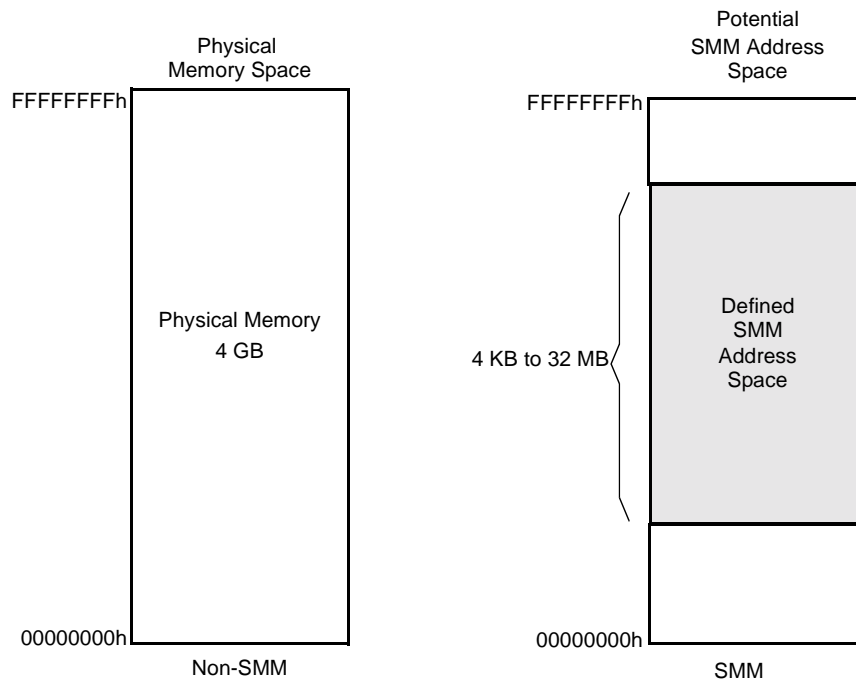 Physical
Memory Space
FFFFFFFFh
Physical Memory
4 GB
00000000h
Non-SMM
Potential
SMM Address
Space
FFFFFFFFh
4 KB to 32 MB
Defined
SMM
Address
Space
00000000h
SMM